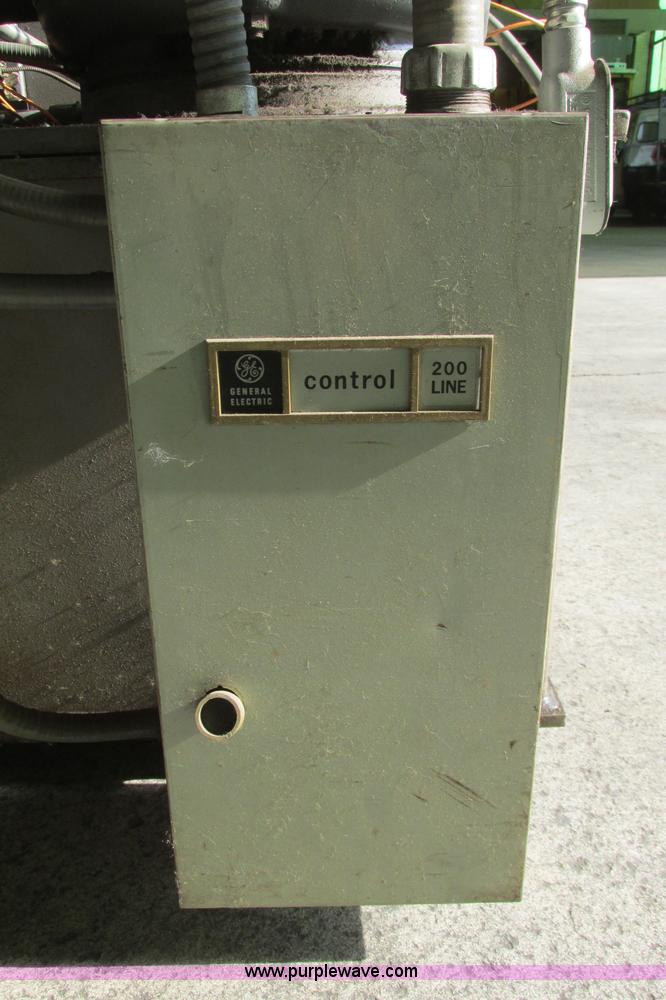 GE
GENERAL
ELECTRIC
control
200
LINE
www.purplewave.com